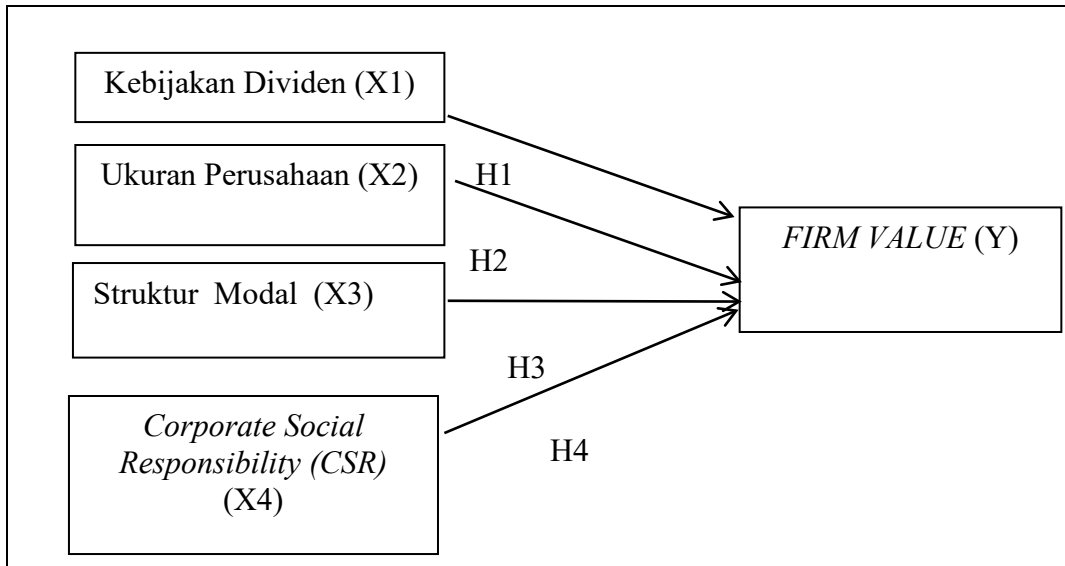 Kebijakan Dividen (X1)
Ukuran Perusahaan (X2)
H1
FIRM VALUE (Y)
H2
Struktur Modal (X3)
H3
Corporate Social
Responsibility (CSR)
(X4)
H4